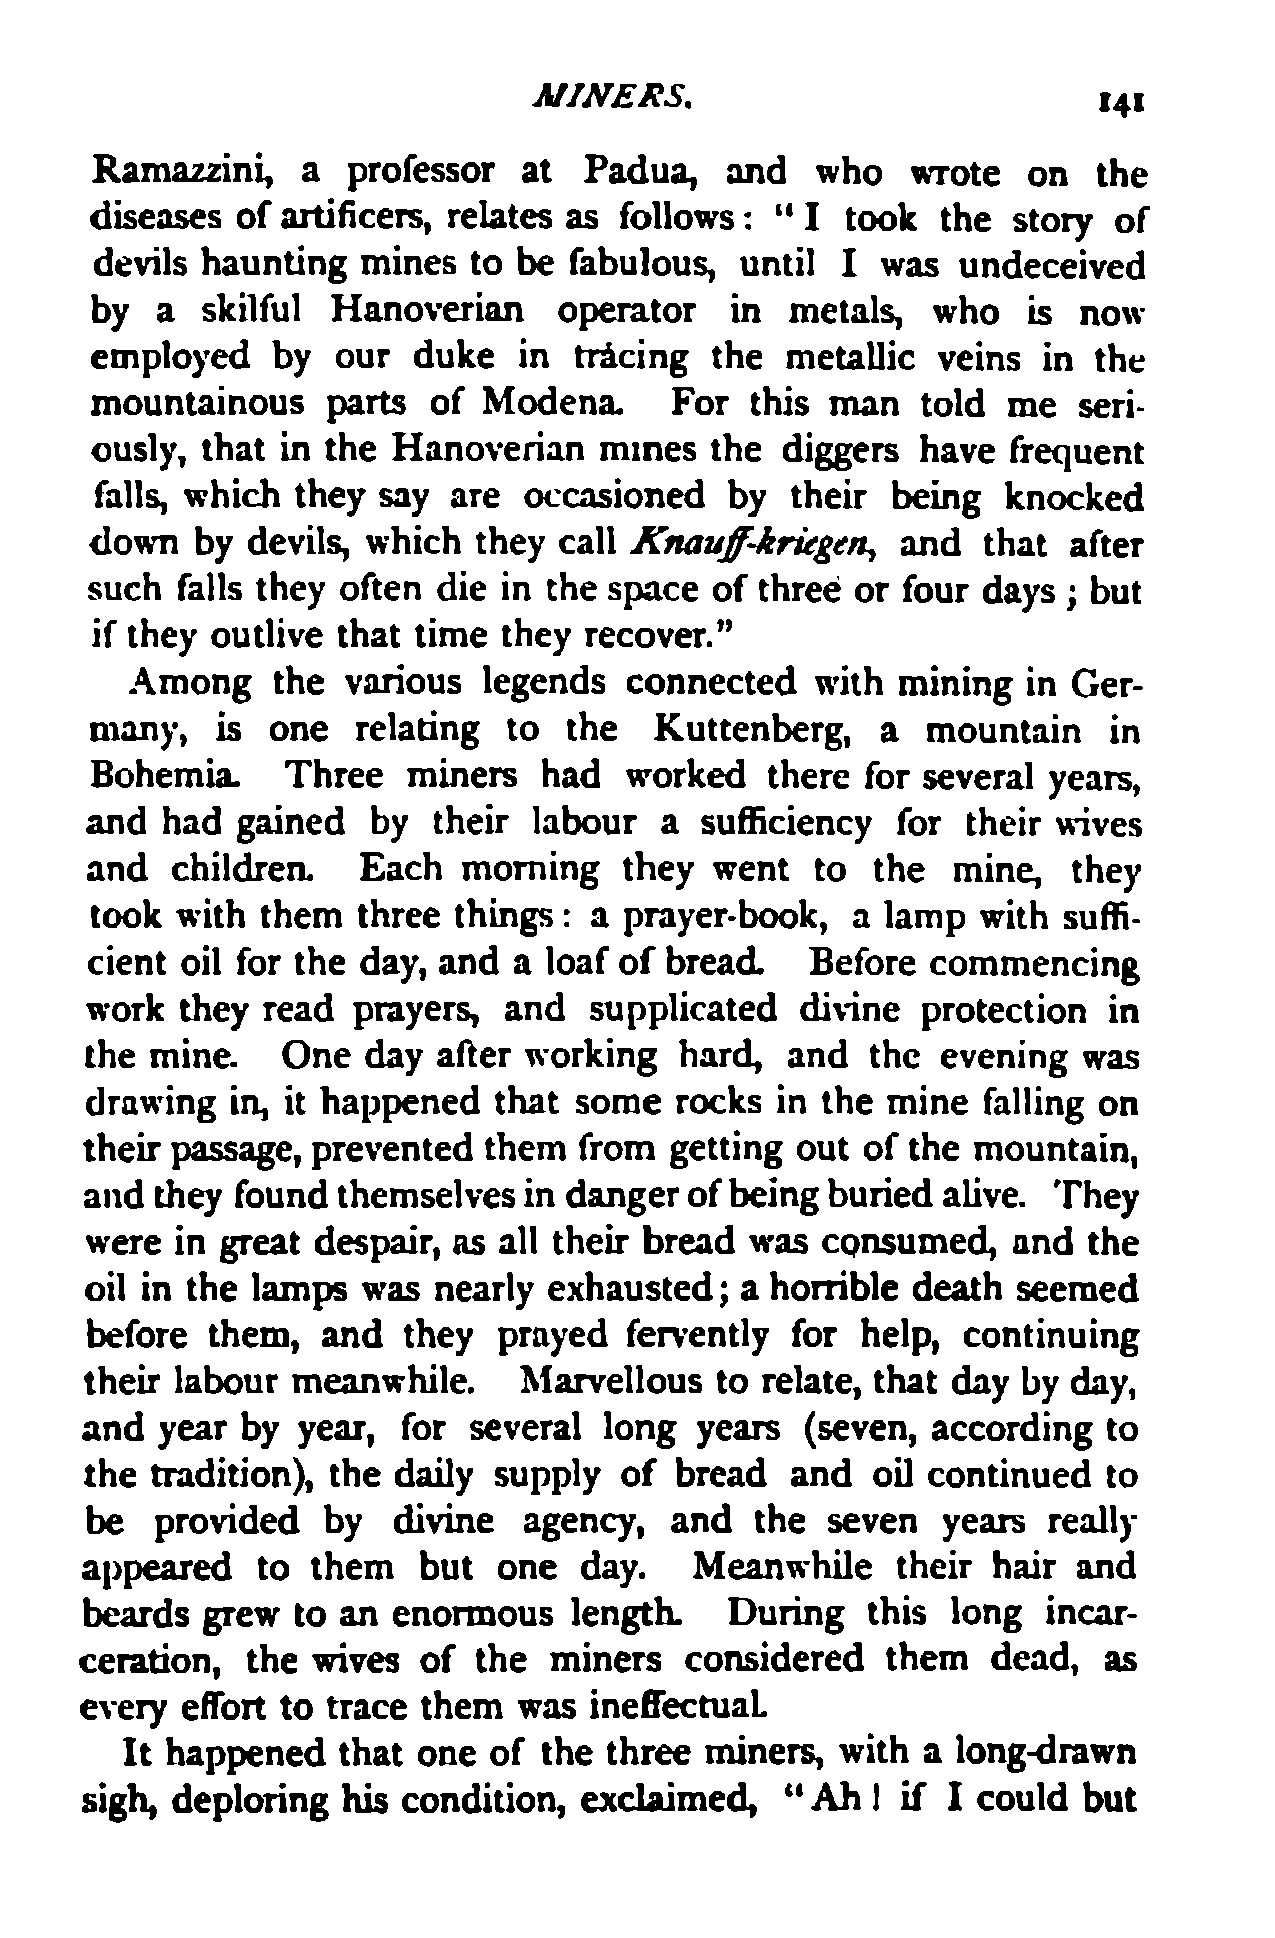 MINERS. 141
Ramazzini, a professor at Padua, and who wrote on the
diseases of artificers, relates as follows: "I took the story of
devils haunting mines to be fabulous, until I was undeceived
by a skilful Hanoverian operator in metals, who is now
employed by our duke in tracing the metallic veins in the
mountainous parts of Modena. For this man told me seri-
ously, that in the Hanoverian mines the diggers have frequent
falls, which they say are occasioned by their being knocked
down by devils, which they call Knauff-kriegen, and that after
such falls they often die in the space of three or four days; but
if they outlive that time they recover."
Among the various legends connected with mining in Ger-
many, is one relating to the Kuttenberg, a mountain in
Bohemia. Three miners had worked there for several years,
and had gained by their labour a sufficiency for their wives
and children. Each morning they went to the mine, they
took with them three things: a prayer-book, a lamp with suffi-
cient oil for the day, and a loaf of bread. Before commencing
work they read prayers, and supplicated divine protection in
the mine. One day after working hard, and the evening was
drawing in, it happened that some rocks in the mine falling on
their passage, prevented them from getting out of the mountain,
and they found themselves in danger of being buried alive. They
were in great despair, as all their bread was consumed, and the
oil in the lamps was nearly exhausted; a horrible death seemed
before them, and they prayed fervently for help, continuing
their labour meanwhile. Marvellous to relate, that day by day,
and year by year, for several long years (seven, according to
the tradition), the daily supply of bread and oil continued to
be provided by divine agency, and the seven years really
appeared to them but one day. Meanwhile their hair and
beards grew to an enormous length. During this long incar-
ceration, the wives of the miners considered them dead, as
every effort to trace them was ineffectual.
It happened that one of the three miners, with a long-drawn
sigh, deploring his condition, exclaimed, "Ah! if I could but